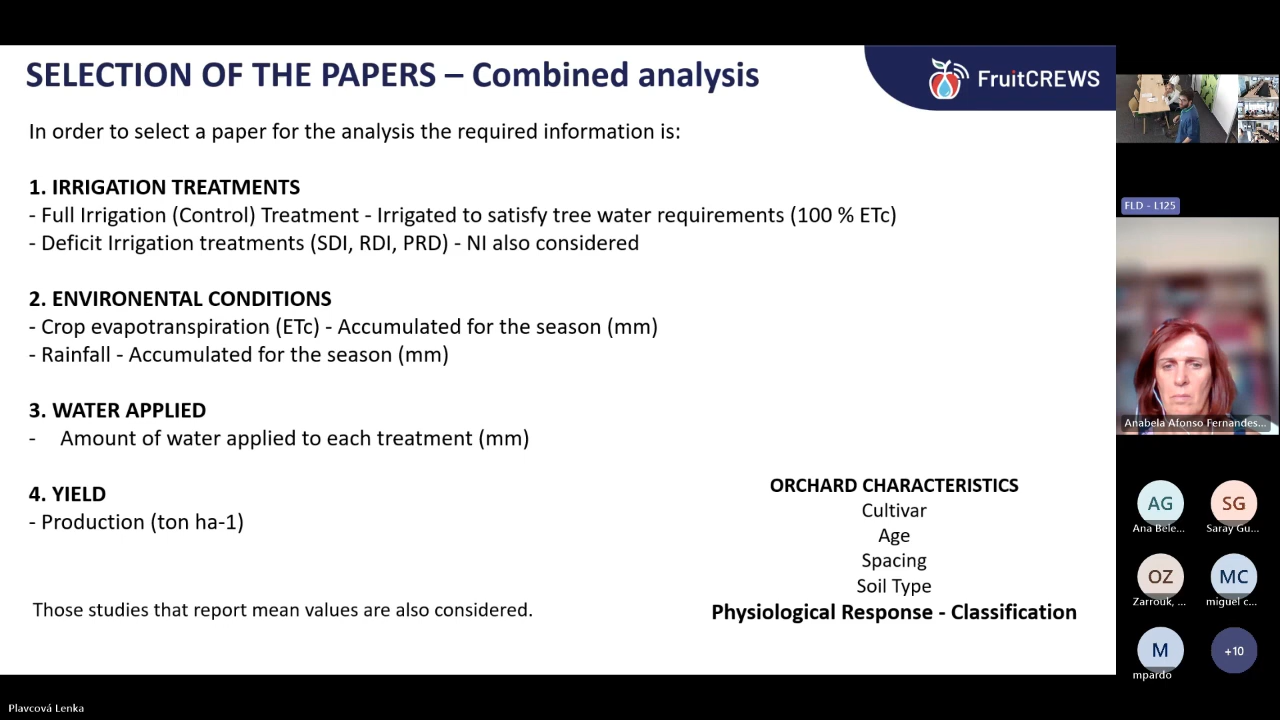 SELECTION OF THE PAPERS – Combined analysis
FruitCREWS
In order to select a paper for the analysis the required information is:
1. IRRIGATION TREATMENTS
- Full Irrigation (Control) Treatment - Irrigated to satisfy tree water requirements (100 % ETc)
- Deficit Irrigation treatments (SDI, RDI, PRD) - NI also considered
2. ENVIRONENTAL CONDITIONS
- Crop evapotranspiration (ETc) - Accumulated for the season (mm)
- Rainfall - Accumulated for the season (mm)
3. WATER APPLIED
- Amount of water applied to each treatment (mm)
4. YIELD
- Production (ton ha-1)
Those studies that report mean values are also considered.
ORCHARD CHARACTERISTICS
Cultivar
Age
Spacing
Soil Type
Physiological Response - Classification
FLD - L125
Anabela Afonso Fernandes...
AG
Ana Bele...
SG
Saray Gu...
OZ
Zarrouk, ...
MC
miguel c...
M
mpardo
+10
Plavcová Lenka